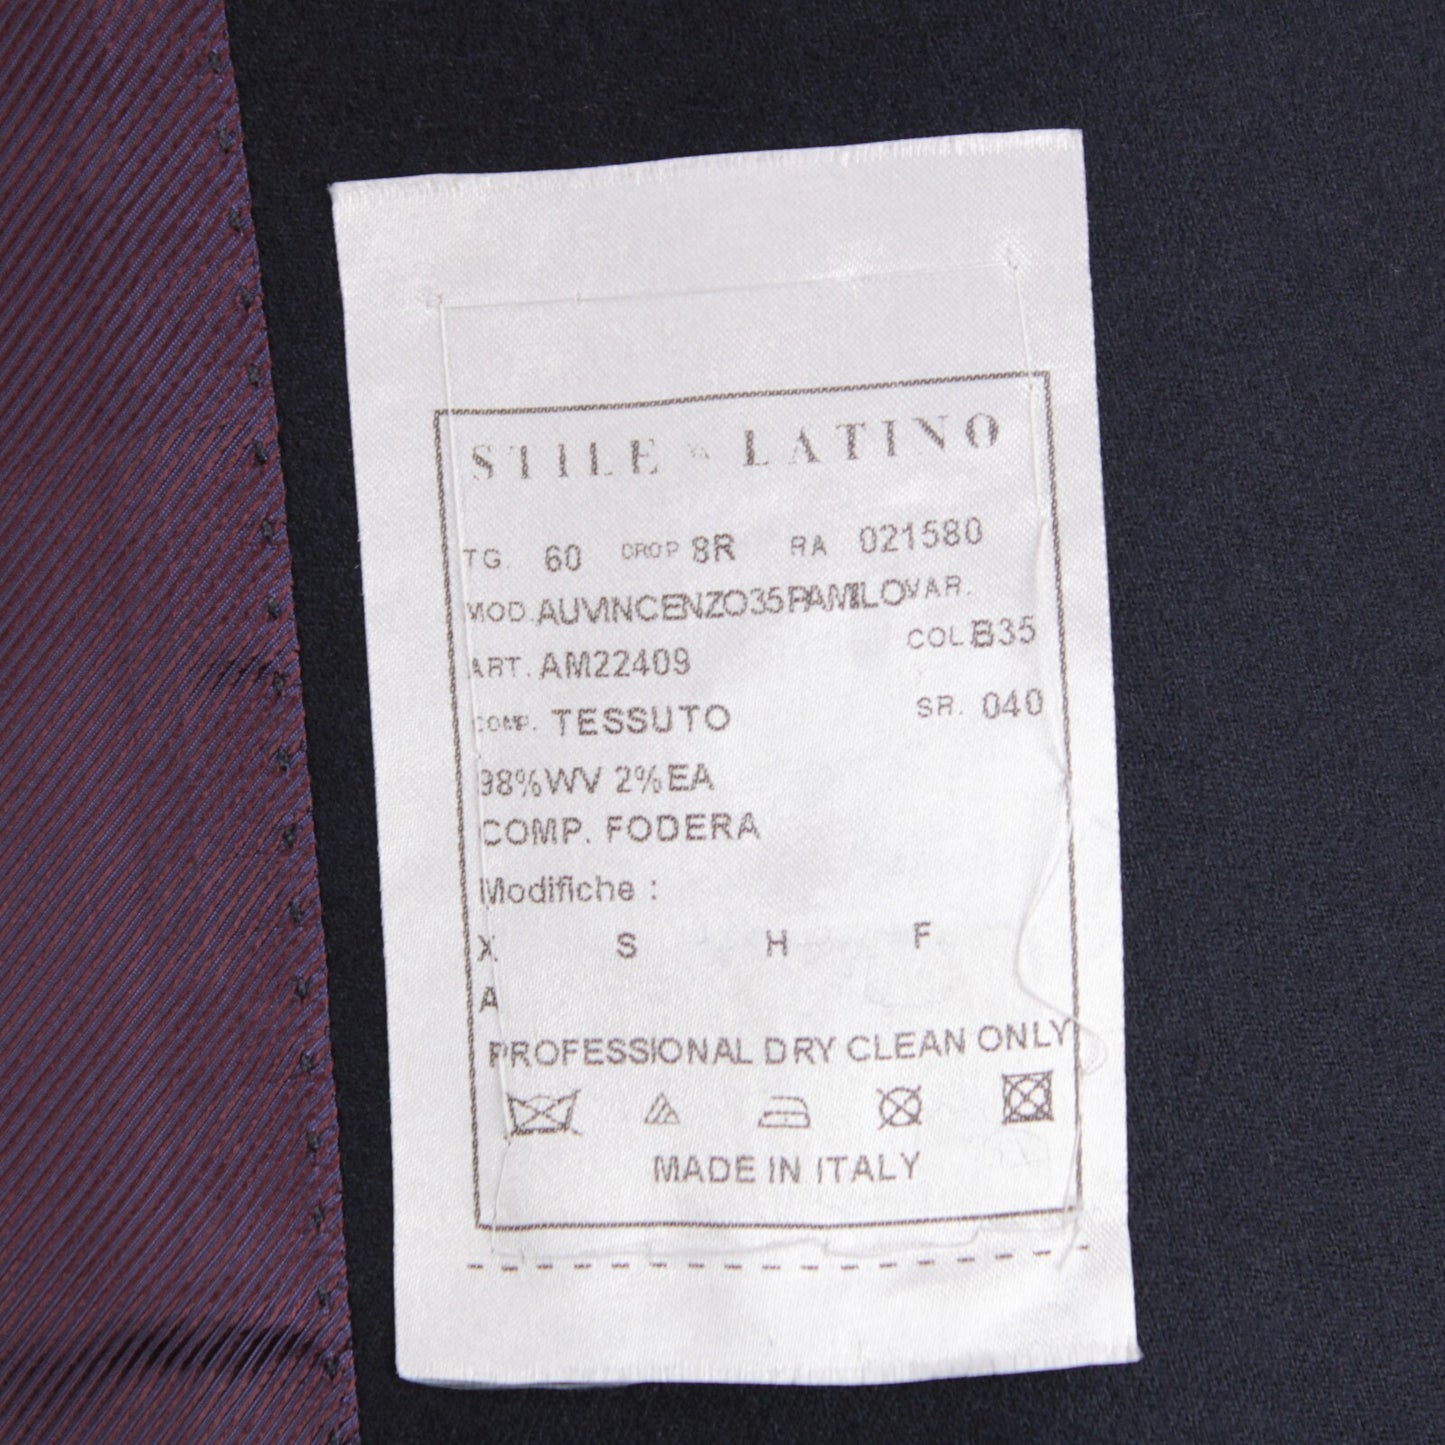 STILE LATINO
TG. 60 DROP 8R RA 021580
MOD. AUVINCENZO35PAMILO VAR.
ART. AM22409 COL B35
COMP. TESSUTO SR. 040
98%WV 2%EA
COMP. FODERA
Modifiche :
X S H F
A
PROFESSIONAL DRY CLEAN ONLY
MADE IN ITALY